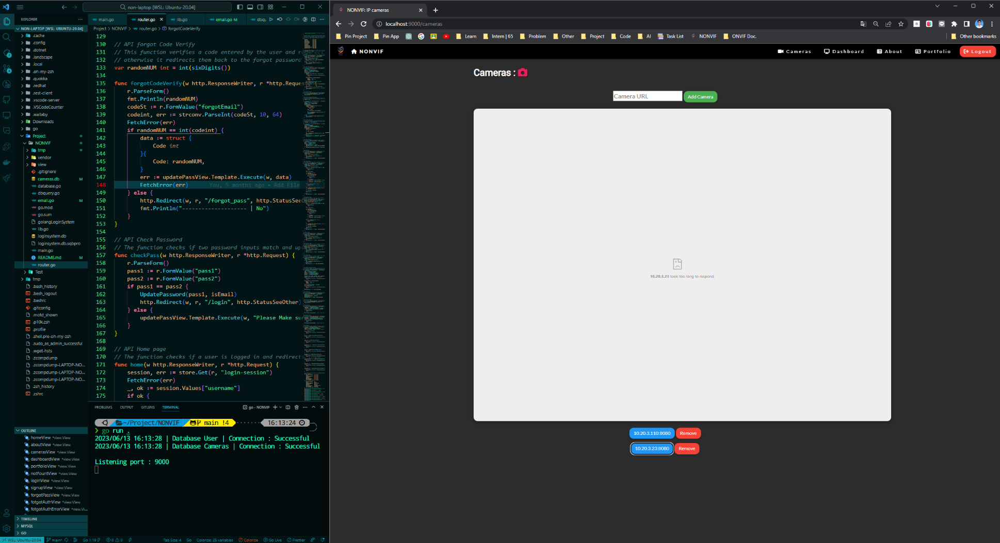 non-laptop [WSL: Ubuntu-20.04]
EXPLORER
NON-LAPTOP [WSL: UBUNTU-20.04]
.cache
.config
.dotnet
.landscape
.local
.oh-my-zsh
.quokka
.redhat
.rest-client
.vscode-server
.VSCodeCounter
.wallaby
Downloads
go
Project
NONVIF
tmp
vendor
view
.gitignore
cameras.db M
database.go
dbquery.go
email.go M
go.mod
go.sum
golangLoginSystem
lib.go
loginsystem.db
loginsystem.db.sqbpro
main.go
README.md M
router.go
Test
tmp
.bash_history
.bash_logout
.bashrc
.gitconfig
.motd_shown
.p10k.zsh
.profile
.shell.pre-oh-my-zsh
.sudo_as_admin_successful
.wget-hsts
.zcompdump
.zcompdump-LAPTOP-NO...
.zcompdump-LAPTOP-NO...
.zcompdump-LAPTOP-NO...
.zsh_history
.zshrc
OUTLINE
homeView *view.View
aboutView *view.View
camerasView *view.View
dashboardView *view.View
portfolioView *view.View
notFountView *view.View
loginView *view.View
signupView *view.View
forgotPassView *view.View
fotgotAuthView *view.View
fotgotAuthErrorView *view.Vi...
TIMELINE
MYSQL
GO
main.go router.go lib.go email.go M dbqu
Project > NONVIF > router.go > forgotCodeVerify
129
130 // API forgot Code Verify
131 // This function verifies a code entered by the user and redirect
132 // otherwise it redirects them back to the forgot password
133 var randomNUM int = int(sixDigits())
134
135 func forgotCodeVerify(w http.ResponseWriter, r *http.Reques
136 r.ParseForm()
137 fmt.Println(randomNUM)
138 codeSt := r.FormValue("forgotEmail")
139 codeint, err := strconv.ParseInt(codeSt, 10, 64)
140 FetchError(err)
141 if randomNUM == int(codeint) {
142 data := struct {
143 Code int
144 }{
145 Code: randomNUM,
146 }
147 err := updatePassView.Template.Execute(w, data)
148 FetchError(err) You, 5 months ago • Add File
149 } else {
150 http.Redirect(w, r, "/forgot_pass", http.StatusSee
151 fmt.Println("-------------------- | No")
152 }
153 }
154
155 // API Check Password
156 // The function checks if two password inputs match and up
157 func checkPass(w http.ResponseWriter, r *http.Request) {
158 r.ParseForm()
159 pass1 := r.FormValue("pass1")
160 pass2 := r.FormValue("pass2")
161 if pass1 == pass2 {
162 UpdatePassword(pass1, isEmail)
163 http.Redirect(w, r, "/login", http.StatusSeeOther)
164 } else {
165 updatePassView.Template.Execute(w, "Please Make su
166 }
167 }
168
169 // API Home page
170 // The function checks if a user is Logged in and redirects
171 func home(w http.ResponseWriter, r *http.Request) {
172 session, err := store.Get(r, "login-session")
173 FetchError(err)
174 _, ok := session.Values["username"]
175 if ok {
PROBLEMS OUTPUT GITLENS TERMINAL go - NONVIF
~/Project/NONVIF main !4 16:13:24
❯ go run .
2023/06/13 16:13:28 | Database User | Connection : Successful
2023/06/13 16:13:28 | Database Cameras | Connection : Successful
Listening port : 9000
WSL: Ubuntu-20.04 main* Go 1.19 0 0 Tab Size: 4 Go Colorize: 25 variables Colorize Go Live Prettier
NONVIF: IP cameras
localhost:9000/cameras
Pin Project Pin App Learn Intern | 65 Problem Other Project Code AI Task List NONVIF ONVIF Doc. Other bookmarks
NONVIF Cameras Dashboard About Portfolio Logout
Cameras :
Camera URL Add Camera
10.20.3.23 took too long to respond.
10.20.3.110:8080 Remove
10.20.3.23:8080 Remove